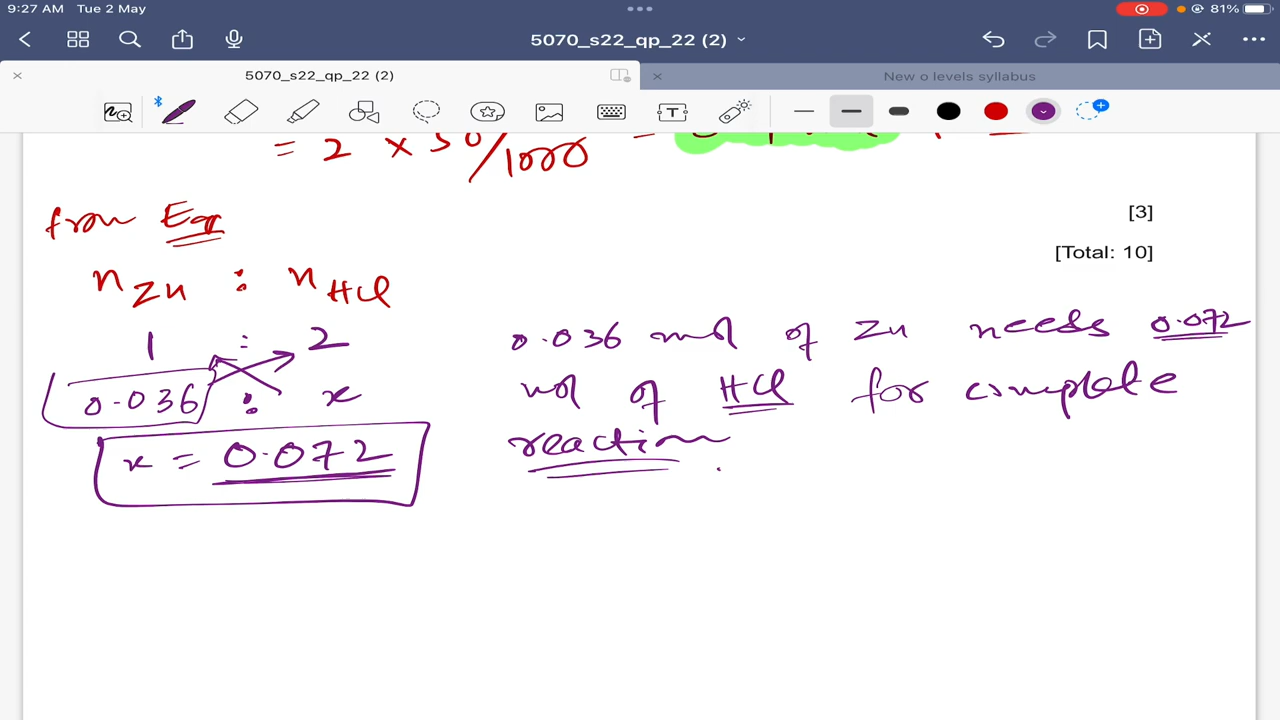 9:27 AM Tue 2 May
81%
5070_s22_qp_22 (2)
5070_s22_qp_22 (2)
New o levels syllabus
T
= 2 × 50/1000 =
[3]
from Eqn
[Total: 10]
nZn : nHCl
1 : 2
0.036 : x
x = 0.072
0.036 mol of Zn needs 0.072
mol of HCl for complete
reaction